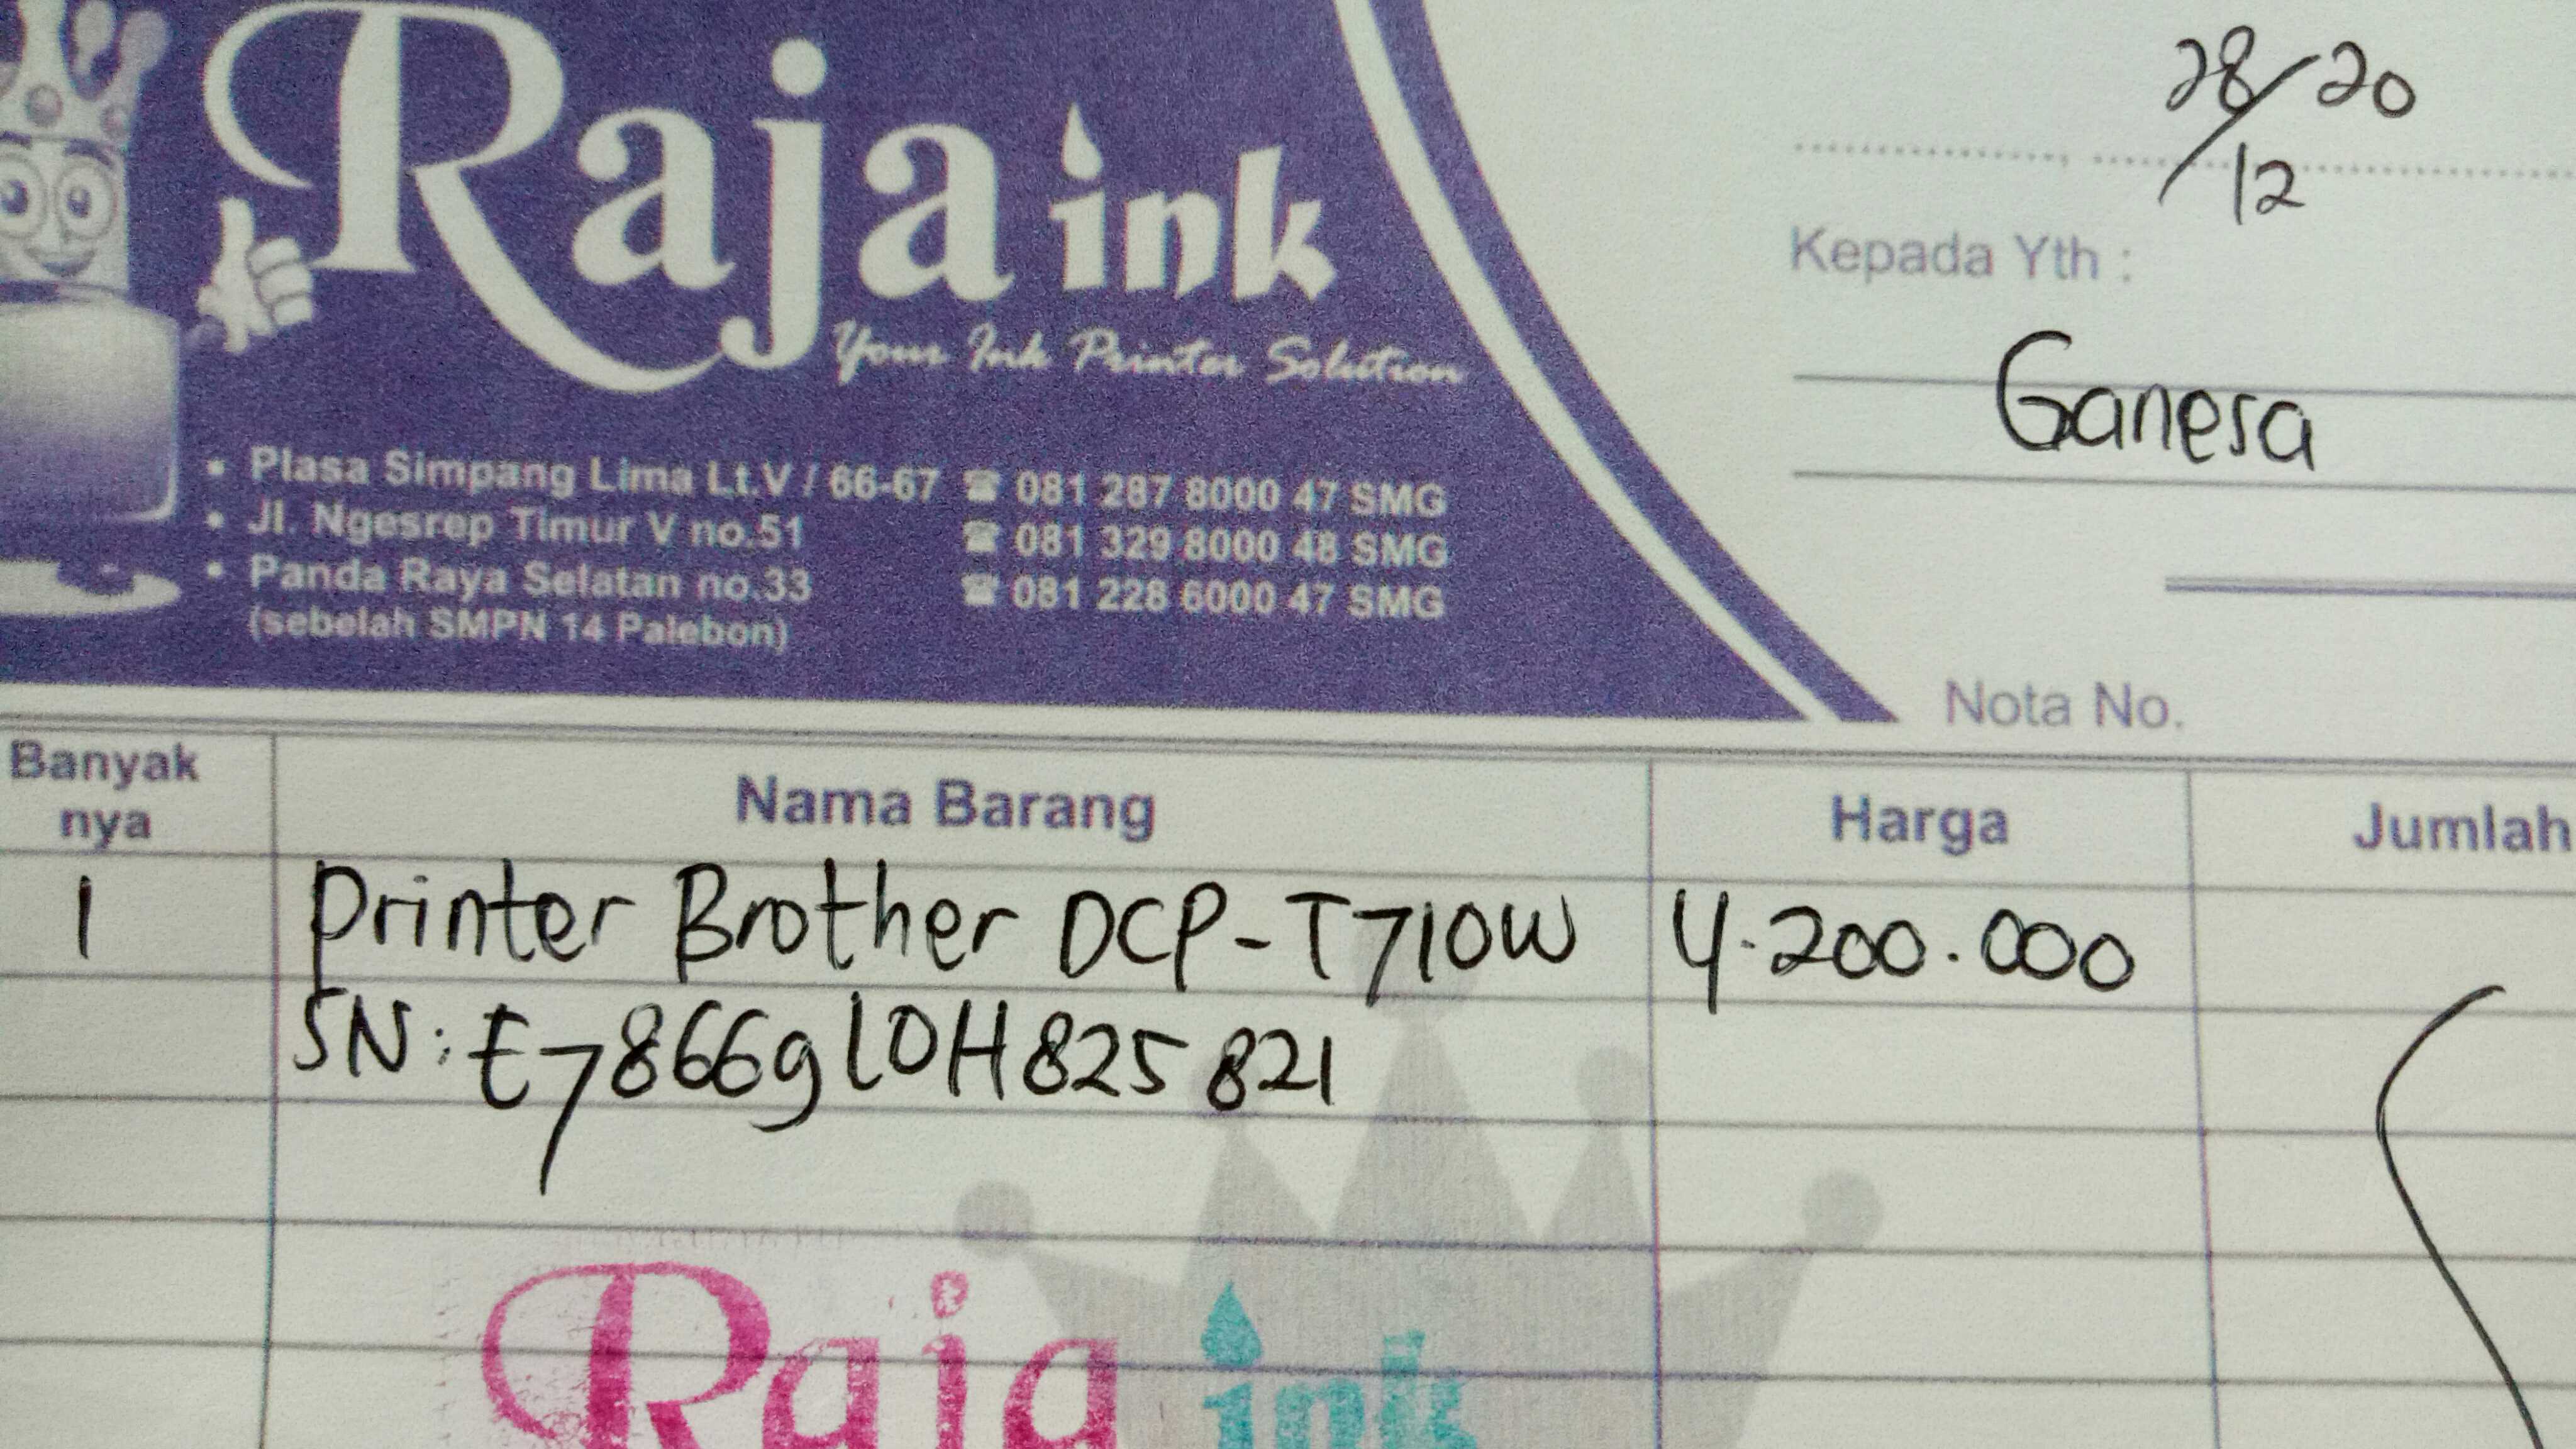 Raja ink
Your Ink Printer Solution
• Plasa Simpang Lima Lt.V / 66-67 ☎ 081 287 8000 47 SMG
• Jl. Ngesrep Timur V no.51 ☎ 081 329 8000 48 SMG
• Panda Raya Selatan no.33 ☎ 081 228 6000 47 SMG
(sebelah SMPN 14 Palebon)
28/12 20
Kepada Yth :
Ganesa
Nota No.
Banyak nya Nama Barang Harga Jumlah
1 Printer Brother DCP-T710W 4.200.000
SN: E78669L0H825821
Raja ink